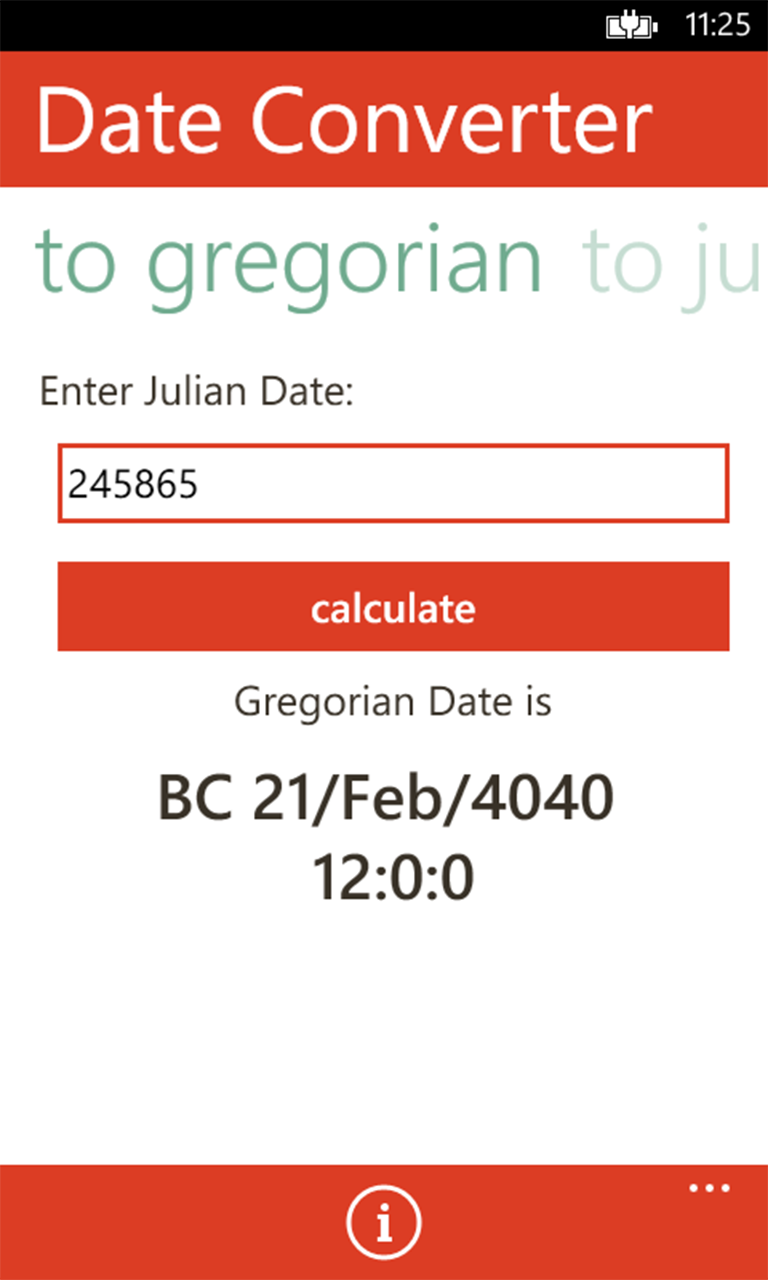 11:25
Date Converter
to gregorian to ju
Enter Julian Date:
245865
calculate
Gregorian Date is
BC 21/Feb/4040
12:0:0